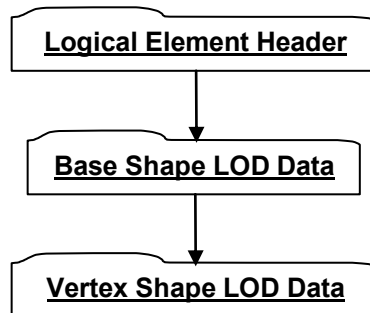 Logical Element Header
Base Shape LOD Data
Vertex Shape LOD Data